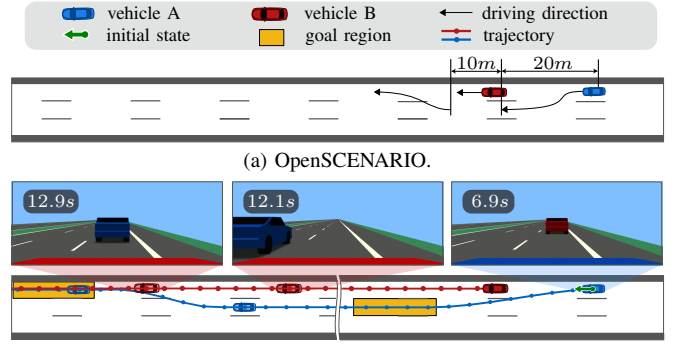 vehicle A vehicle B driving direction
initial state goal region trajectory
10m 20m
(a) OpenSCENARIO.
12.9s 12.1s 6.9s